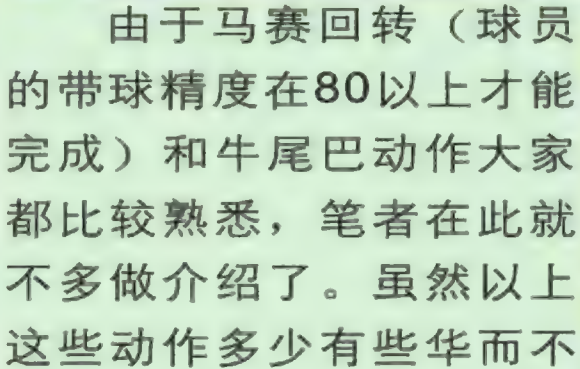 由于马赛回转（球员
的带球精度在80以上才能
完成）和牛尾巴动作大家
都比较熟悉，笔者在此就
不多做介绍了。虽然以上
这些动作多少有些华而不